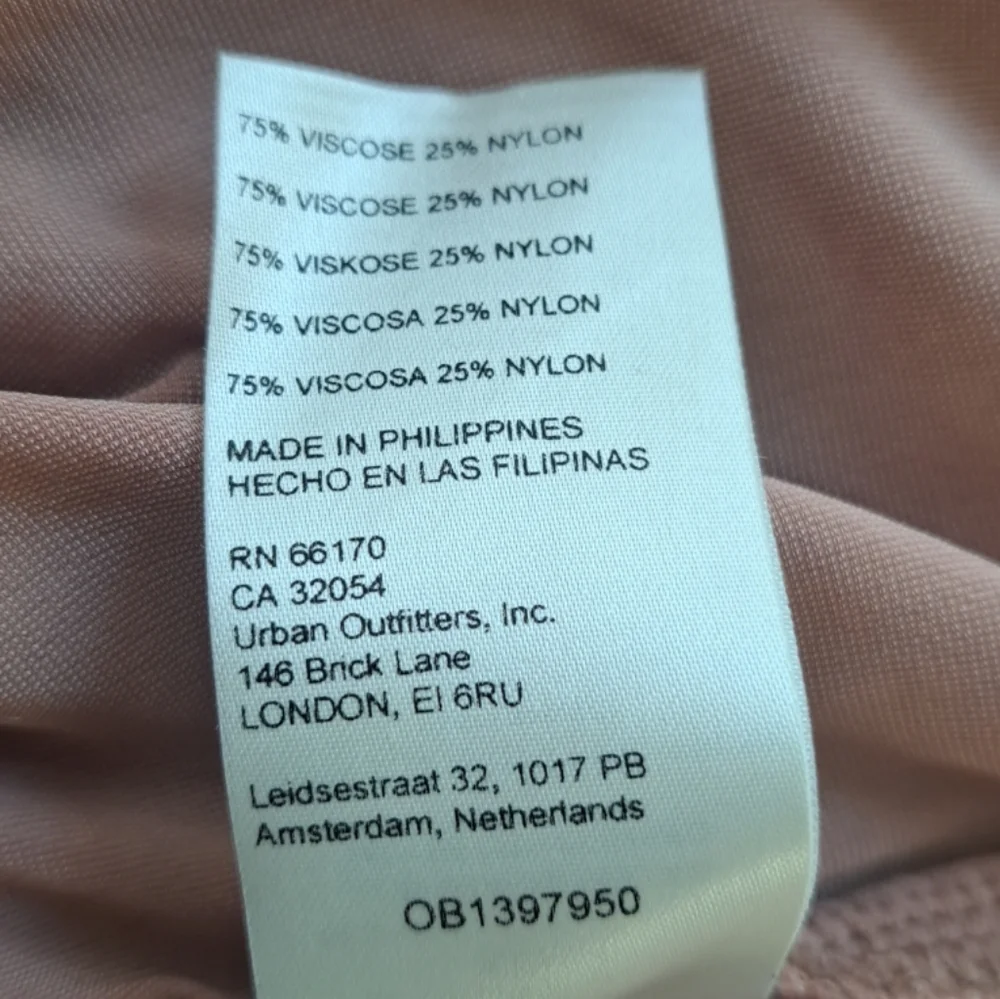 75% VISCOSE 25% NYLON
75% VISCOSE 25% NYLON
75% VISKOSE 25% NYLON
75% VISCOSA 25% NYLON
75% VISCOSA 25% NYLON
MADE IN PHILIPPINES
HECHO EN LAS FILIPINAS
RN 66170
CA 32054
Urban Outfitters, Inc.
146 Brick Lane
LONDON, EI 6RU
Leidsestraat 32, 1017 PB
Amsterdam, Netherlands
OB1397950